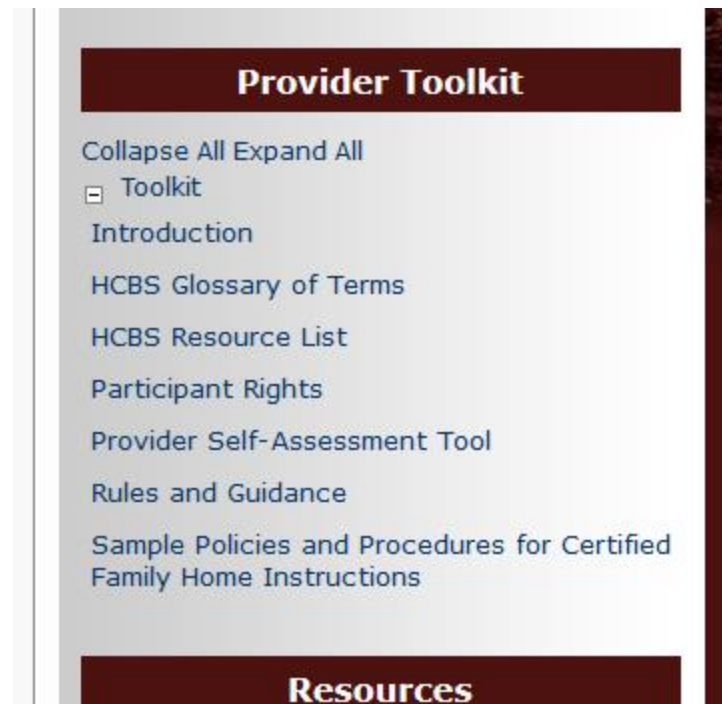 Provider Toolkit
Collapse All Expand All
Toolkit
Introduction
HCBS Glossary of Terms
HCBS Resource List
Participant Rights
Provider Self-Assessment Tool
Rules and Guidance
Sample Policies and Procedures for Certified
Family Home Instructions
Resources